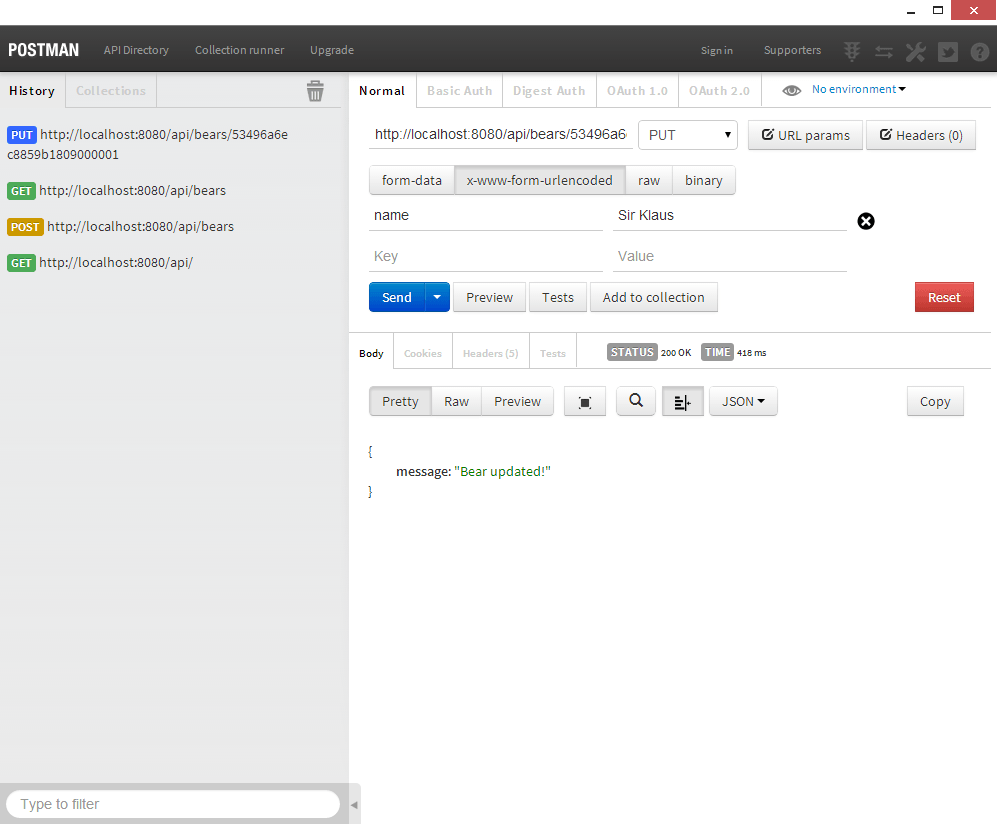 POSTMAN API Directory Collection runner Upgrade Sign in Supporters
History Collections
PUT http://localhost:8080/api/bears/53496a6e
c8859b1809000001
GET http://localhost:8080/api/bears
POST http://localhost:8080/api/bears
GET http://localhost:8080/api/
Type to filter
Normal Basic Auth Digest Auth OAuth 1.0 OAuth 2.0 No environment
http://localhost:8080/api/bears/53496a6 PUT URL params Headers (0)
form-data x-www-form-urlencoded raw binary
name Sir Klaus
Key Value
Send Preview Tests Add to collection Reset
Body Cookies Headers (5) Tests STATUS 200 OK TIME 418 ms
Pretty Raw Preview JSON Copy
{
message: "Bear updated!"
}